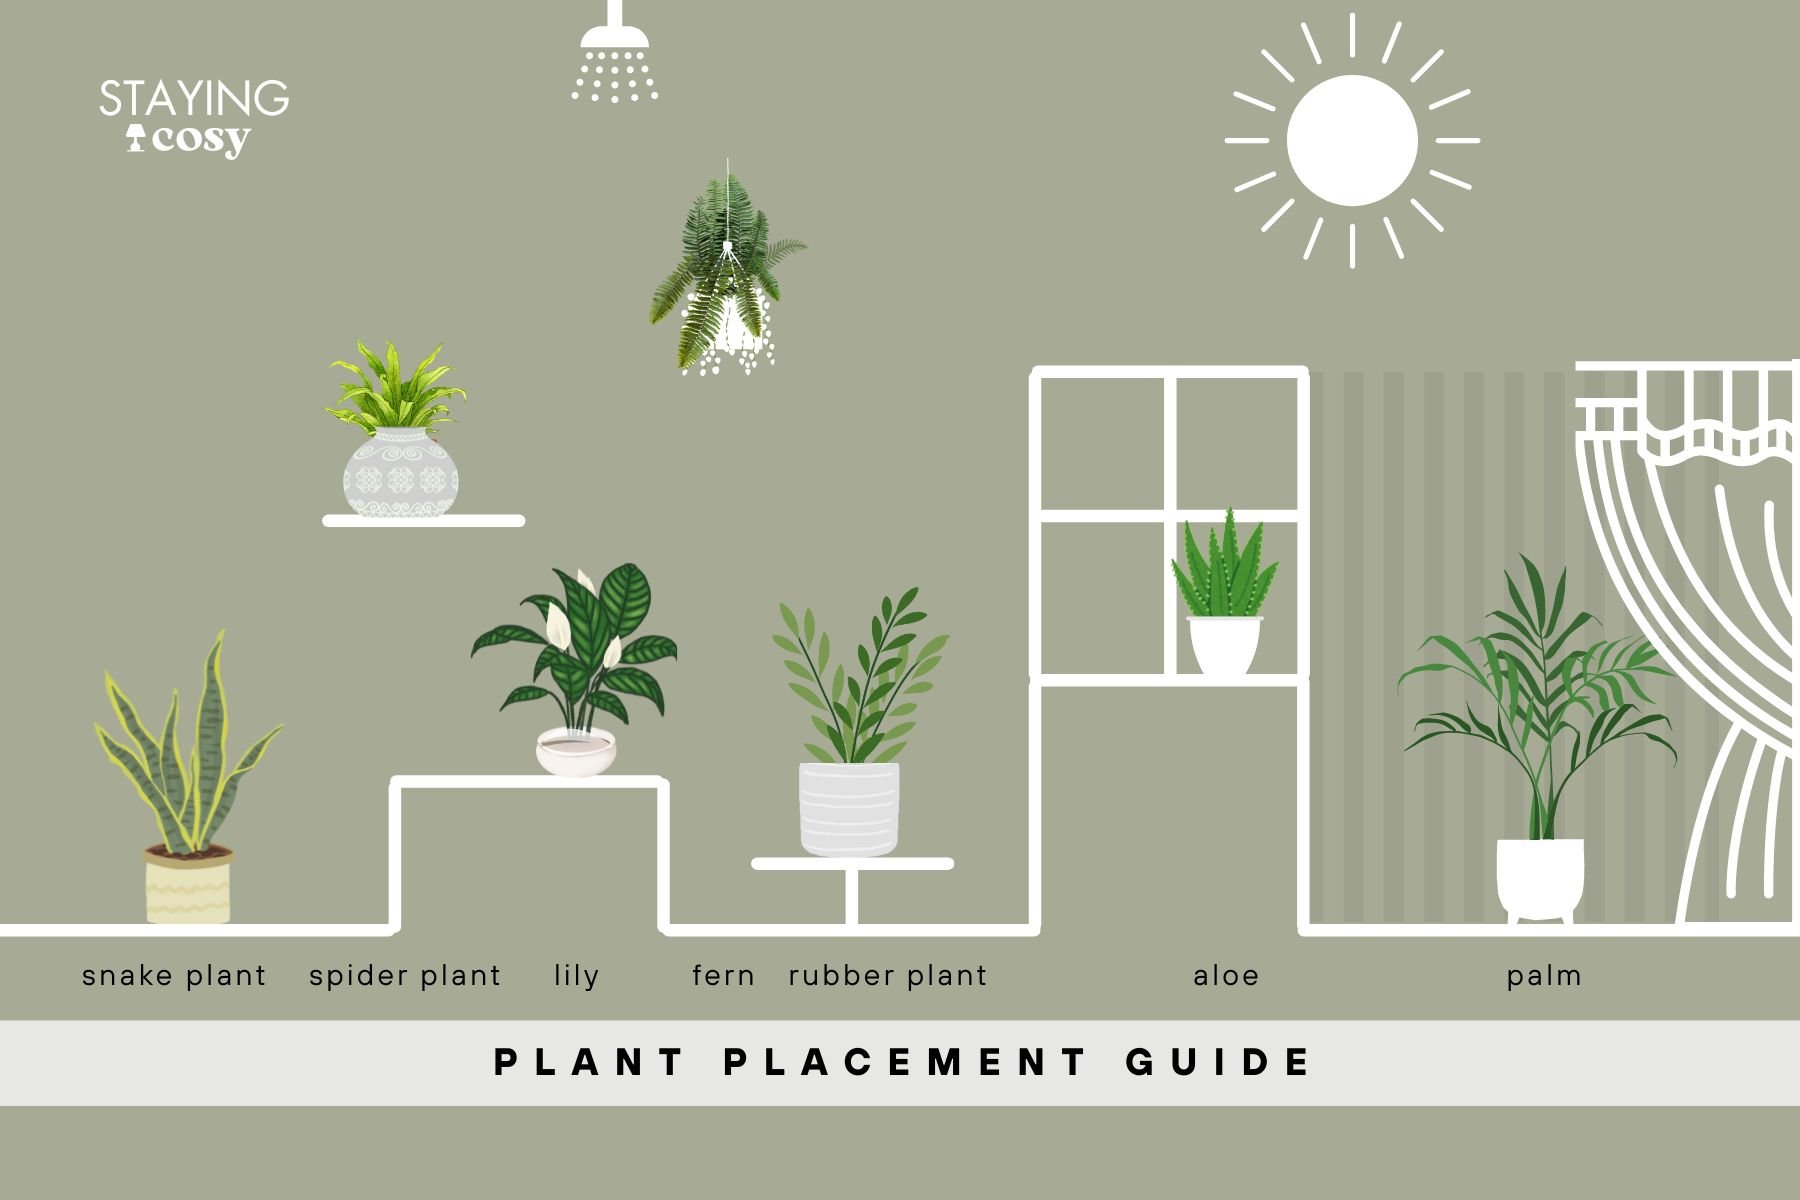 STAYING
cosy
snake plant
spider plant
lily
fern
rubber plant
aloe
palm
PLANT PLACEMENT GUIDE